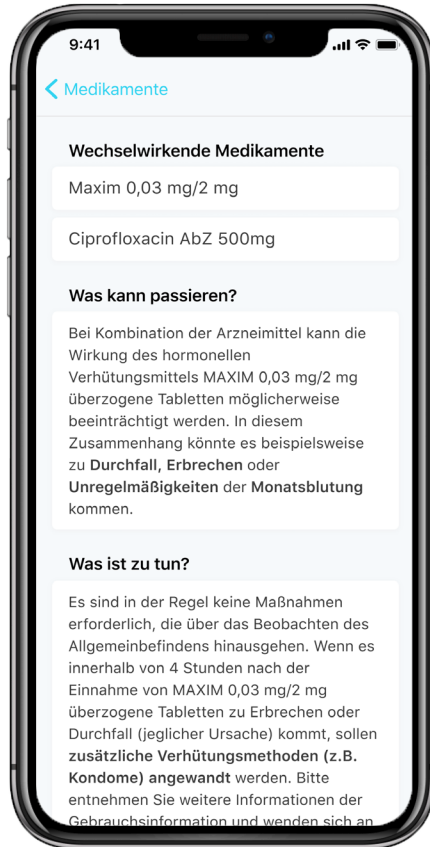 9:41
Medikamente
Wechselwirkende Medikamente
Maxim 0,03 mg/2 mg
Ciprofloxacin AbZ 500mg
Was kann passieren?
Bei Kombination der Arzneimittel kann die
Wirkung des hormonellen
Verhütungsmittels MAXIM 0,03 mg/2 mg
überzogene Tabletten möglicherweise
beeinträchtigt werden. In diesem
Zusammenhang könnte es beispielsweise
zu Durchfall, Erbrechen oder
Unregelmäßigkeiten der Monatsblutung
kommen.
Was ist zu tun?
Es sind in der Regel keine Maßnahmen
erforderlich, die über das Beobachten des
Allgemeinbefindens hinausgehen. Wenn es
innerhalb von 4 Stunden nach der
Einnahme von MAXIM 0,03 mg/2 mg
überzogene Tabletten zu Erbrechen oder
Durchfall (jeglicher Ursache) kommt, sollen
zusätzliche Verhütungsmethoden (z.B.
Kondome) angewandt werden. Bitte
entnehmen Sie weitere Informationen der
Gebrauchsinformation und wenden sich an